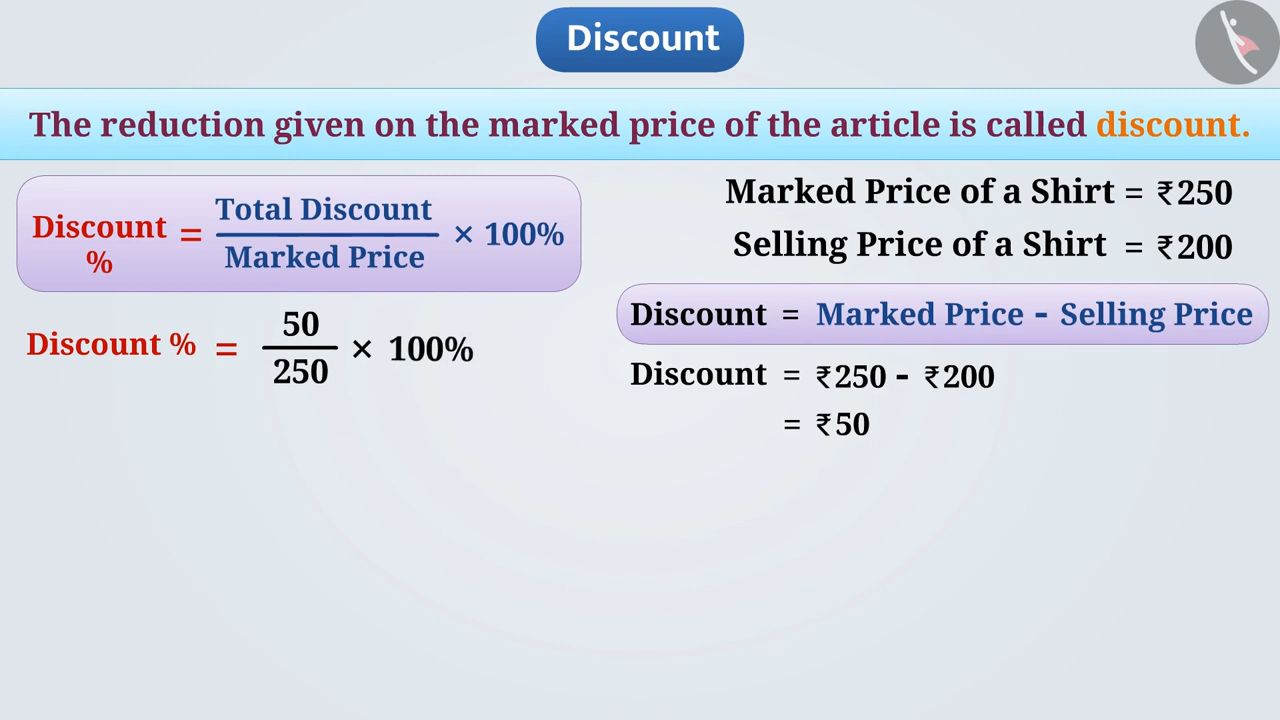 Discount
The reduction given on the marked price of the article is called discount.
Discount % = Total Discount / Marked Price × 100%
Discount % = 50 / 250 × 100%
Marked Price of a Shirt = ₹250
Selling Price of a Shirt = ₹200
Discount = Marked Price - Selling Price
Discount = ₹250 - ₹200
= ₹50